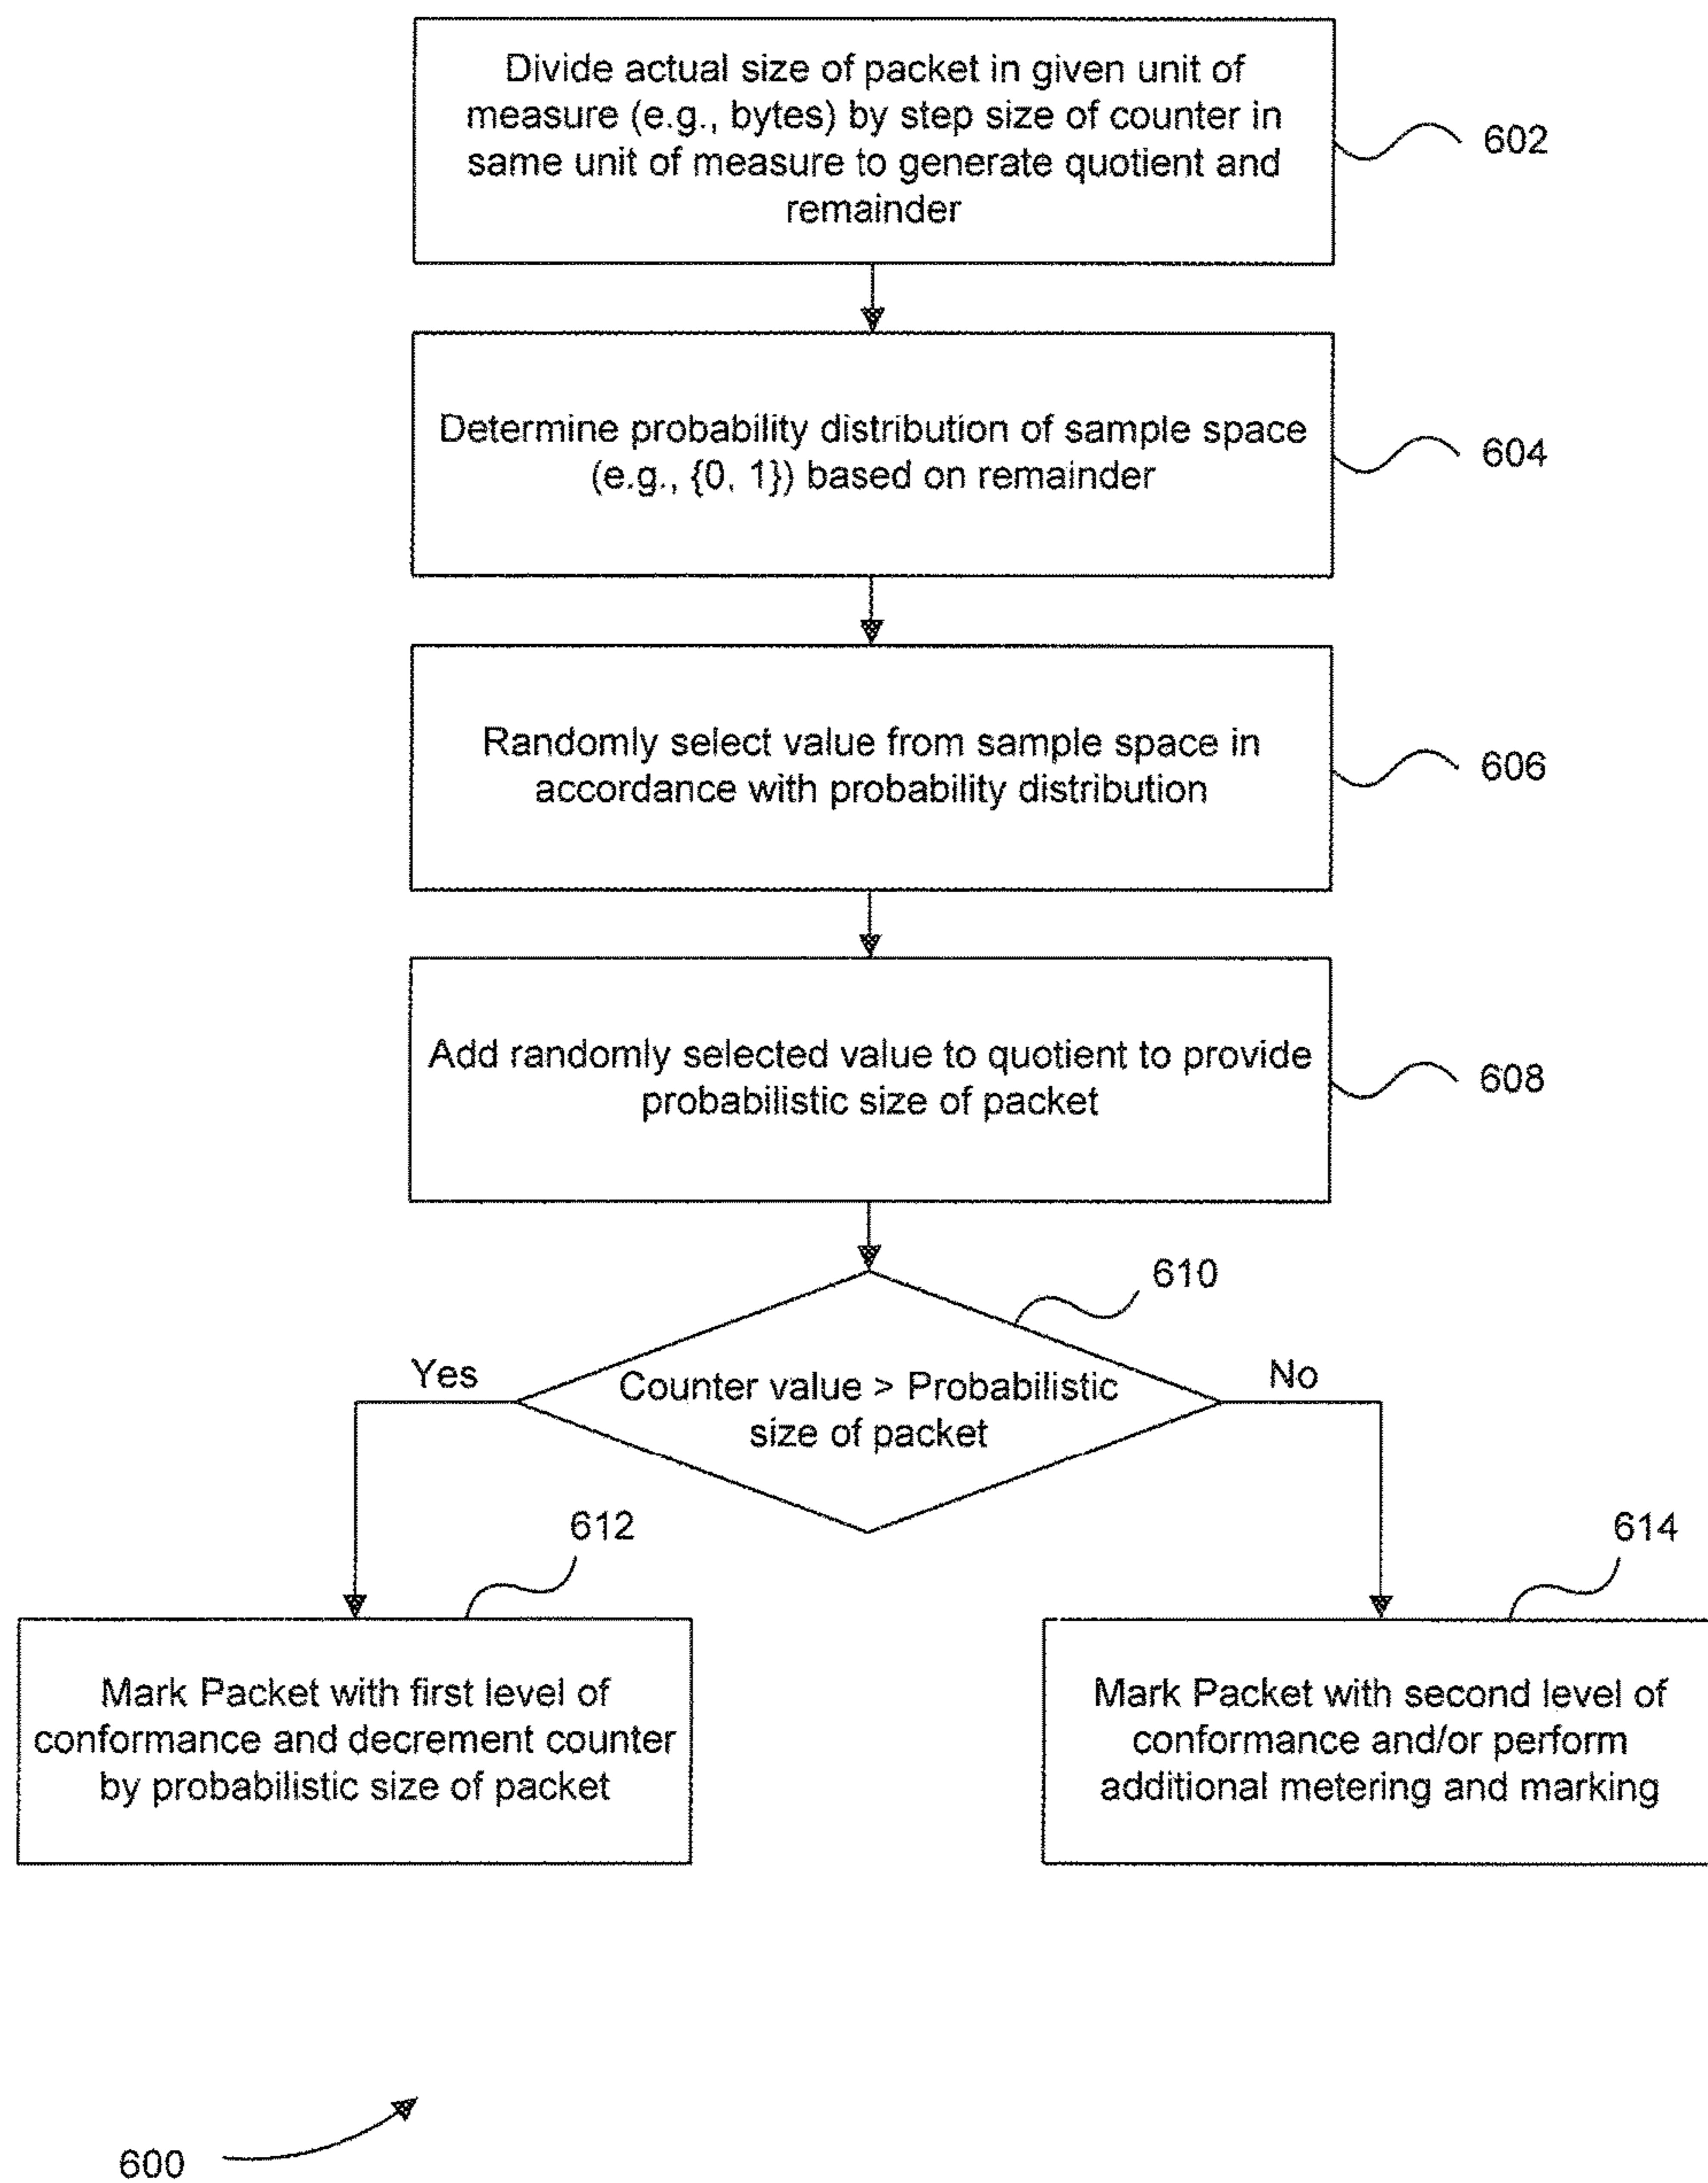 Divide actual size of packet in given unit of
measure (e.g., bytes) by step size of counter in
same unit of measure to generate quotient and
remainder
602
Determine probability distribution of sample space
(e.g., {0, 1}) based on remainder
604
Randomly select value from sample space in
accordance with probability distribution
606
Add randomly selected value to quotient to provide
probabilistic size of packet
608
610
Yes
Counter value > Probabilistic
size of packet
No
612
614
Mark Packet with first level of
conformance and decrement counter
by probabilistic size of packet
Mark Packet with second level of
conformance and/or perform
additional metering and marking
600